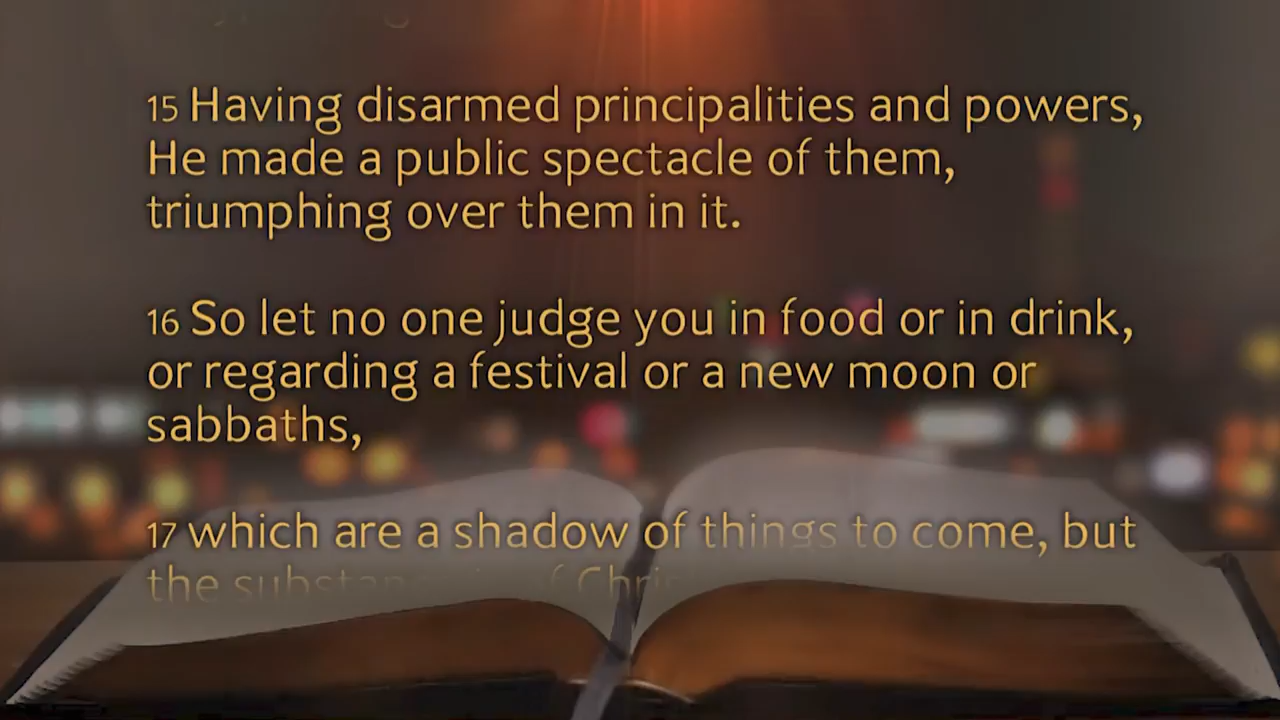 15 Having disarmed principalities and powers,
He made a public spectacle of them,
triumphing over them in it.
16 So let no one judge you in food or in drink,
or regarding a festival or a new moon or
sabbaths,
17 which are a shadow of things to come, but
the